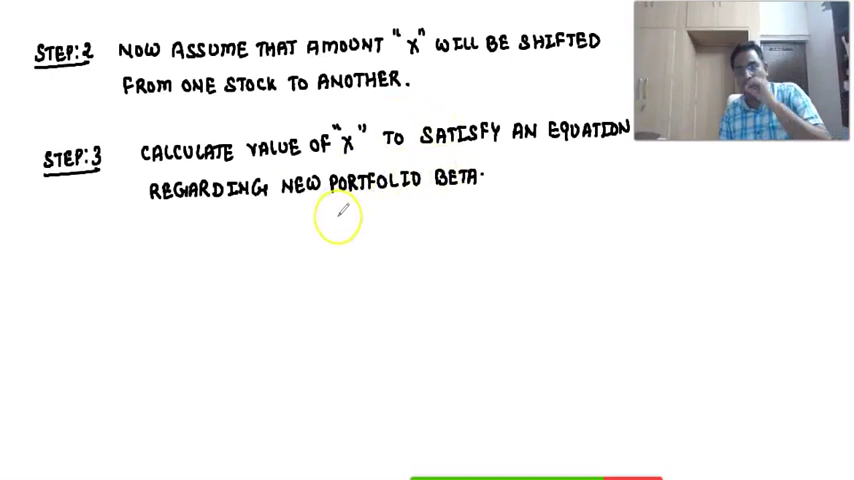 STEP:2 NOW ASSUME THAT AMOUNT "X" WILL BE SHIFTED
FROM ONE STOCK TO ANOTHER.
STEP:3 CALCULATE VALUE OF "X" TO SATISFY AN EQUATION
REGARDING NEW PORTFOLIO BETA.